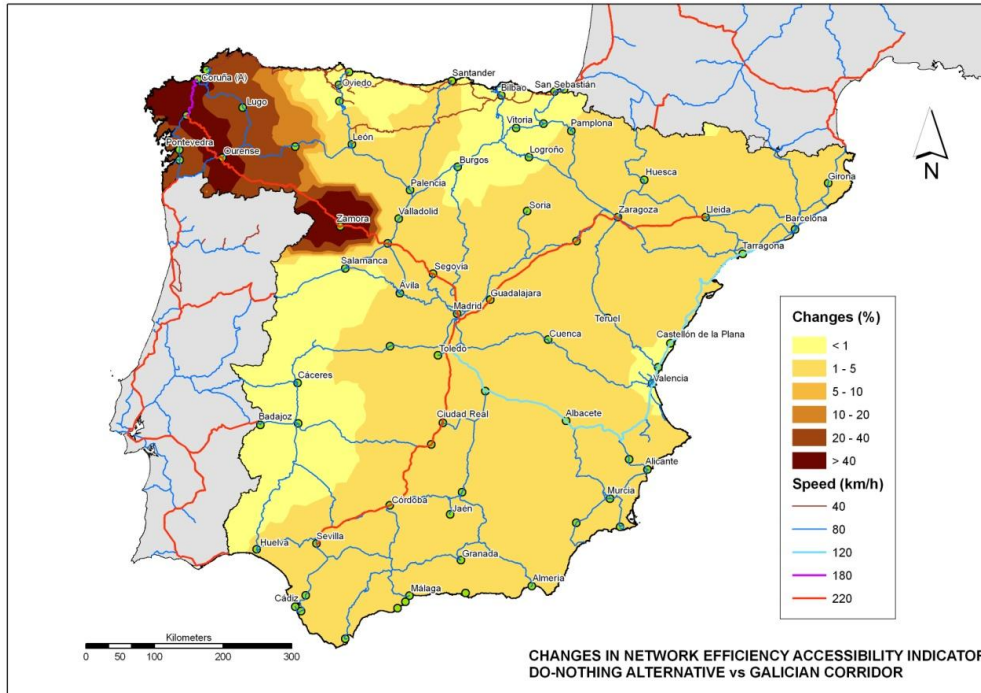 Coruña (A)
Lugo
Pontevedra
Ourense
Oviedo
Santander
Bilbao
San Sebastián
Vitoria
Pamplona
León
Logroño
Burgos
Palencia
Huesca
Girona
Zamora
Valladolid
Soria
Zaragoza
Lleida
Barcelona
Tarragona
Salamanca
Segovia
Ávila
Guadalajara
Madrid
Teruel
Castellón de la Plana
Toledo
Cuenca
Valencia
Cáceres
Badajoz
Ciudad Real
Albacete
Alicante
Murcia
Córdoba
Jaén
Huelva
Sevilla
Granada
Almería
Málaga
Cádiz
N
Changes (%)
< 1
1 - 5
5 - 10
10 - 20
20 - 40
> 40
Speed (km/h)
40
80
120
180
220
Kilometers
0 50 100 200 300
CHANGES IN NETWORK EFFICIENCY ACCESSIBILITY INDICATOR
DO-NOTHING ALTERNATIVE vs GALICIAN CORRIDOR